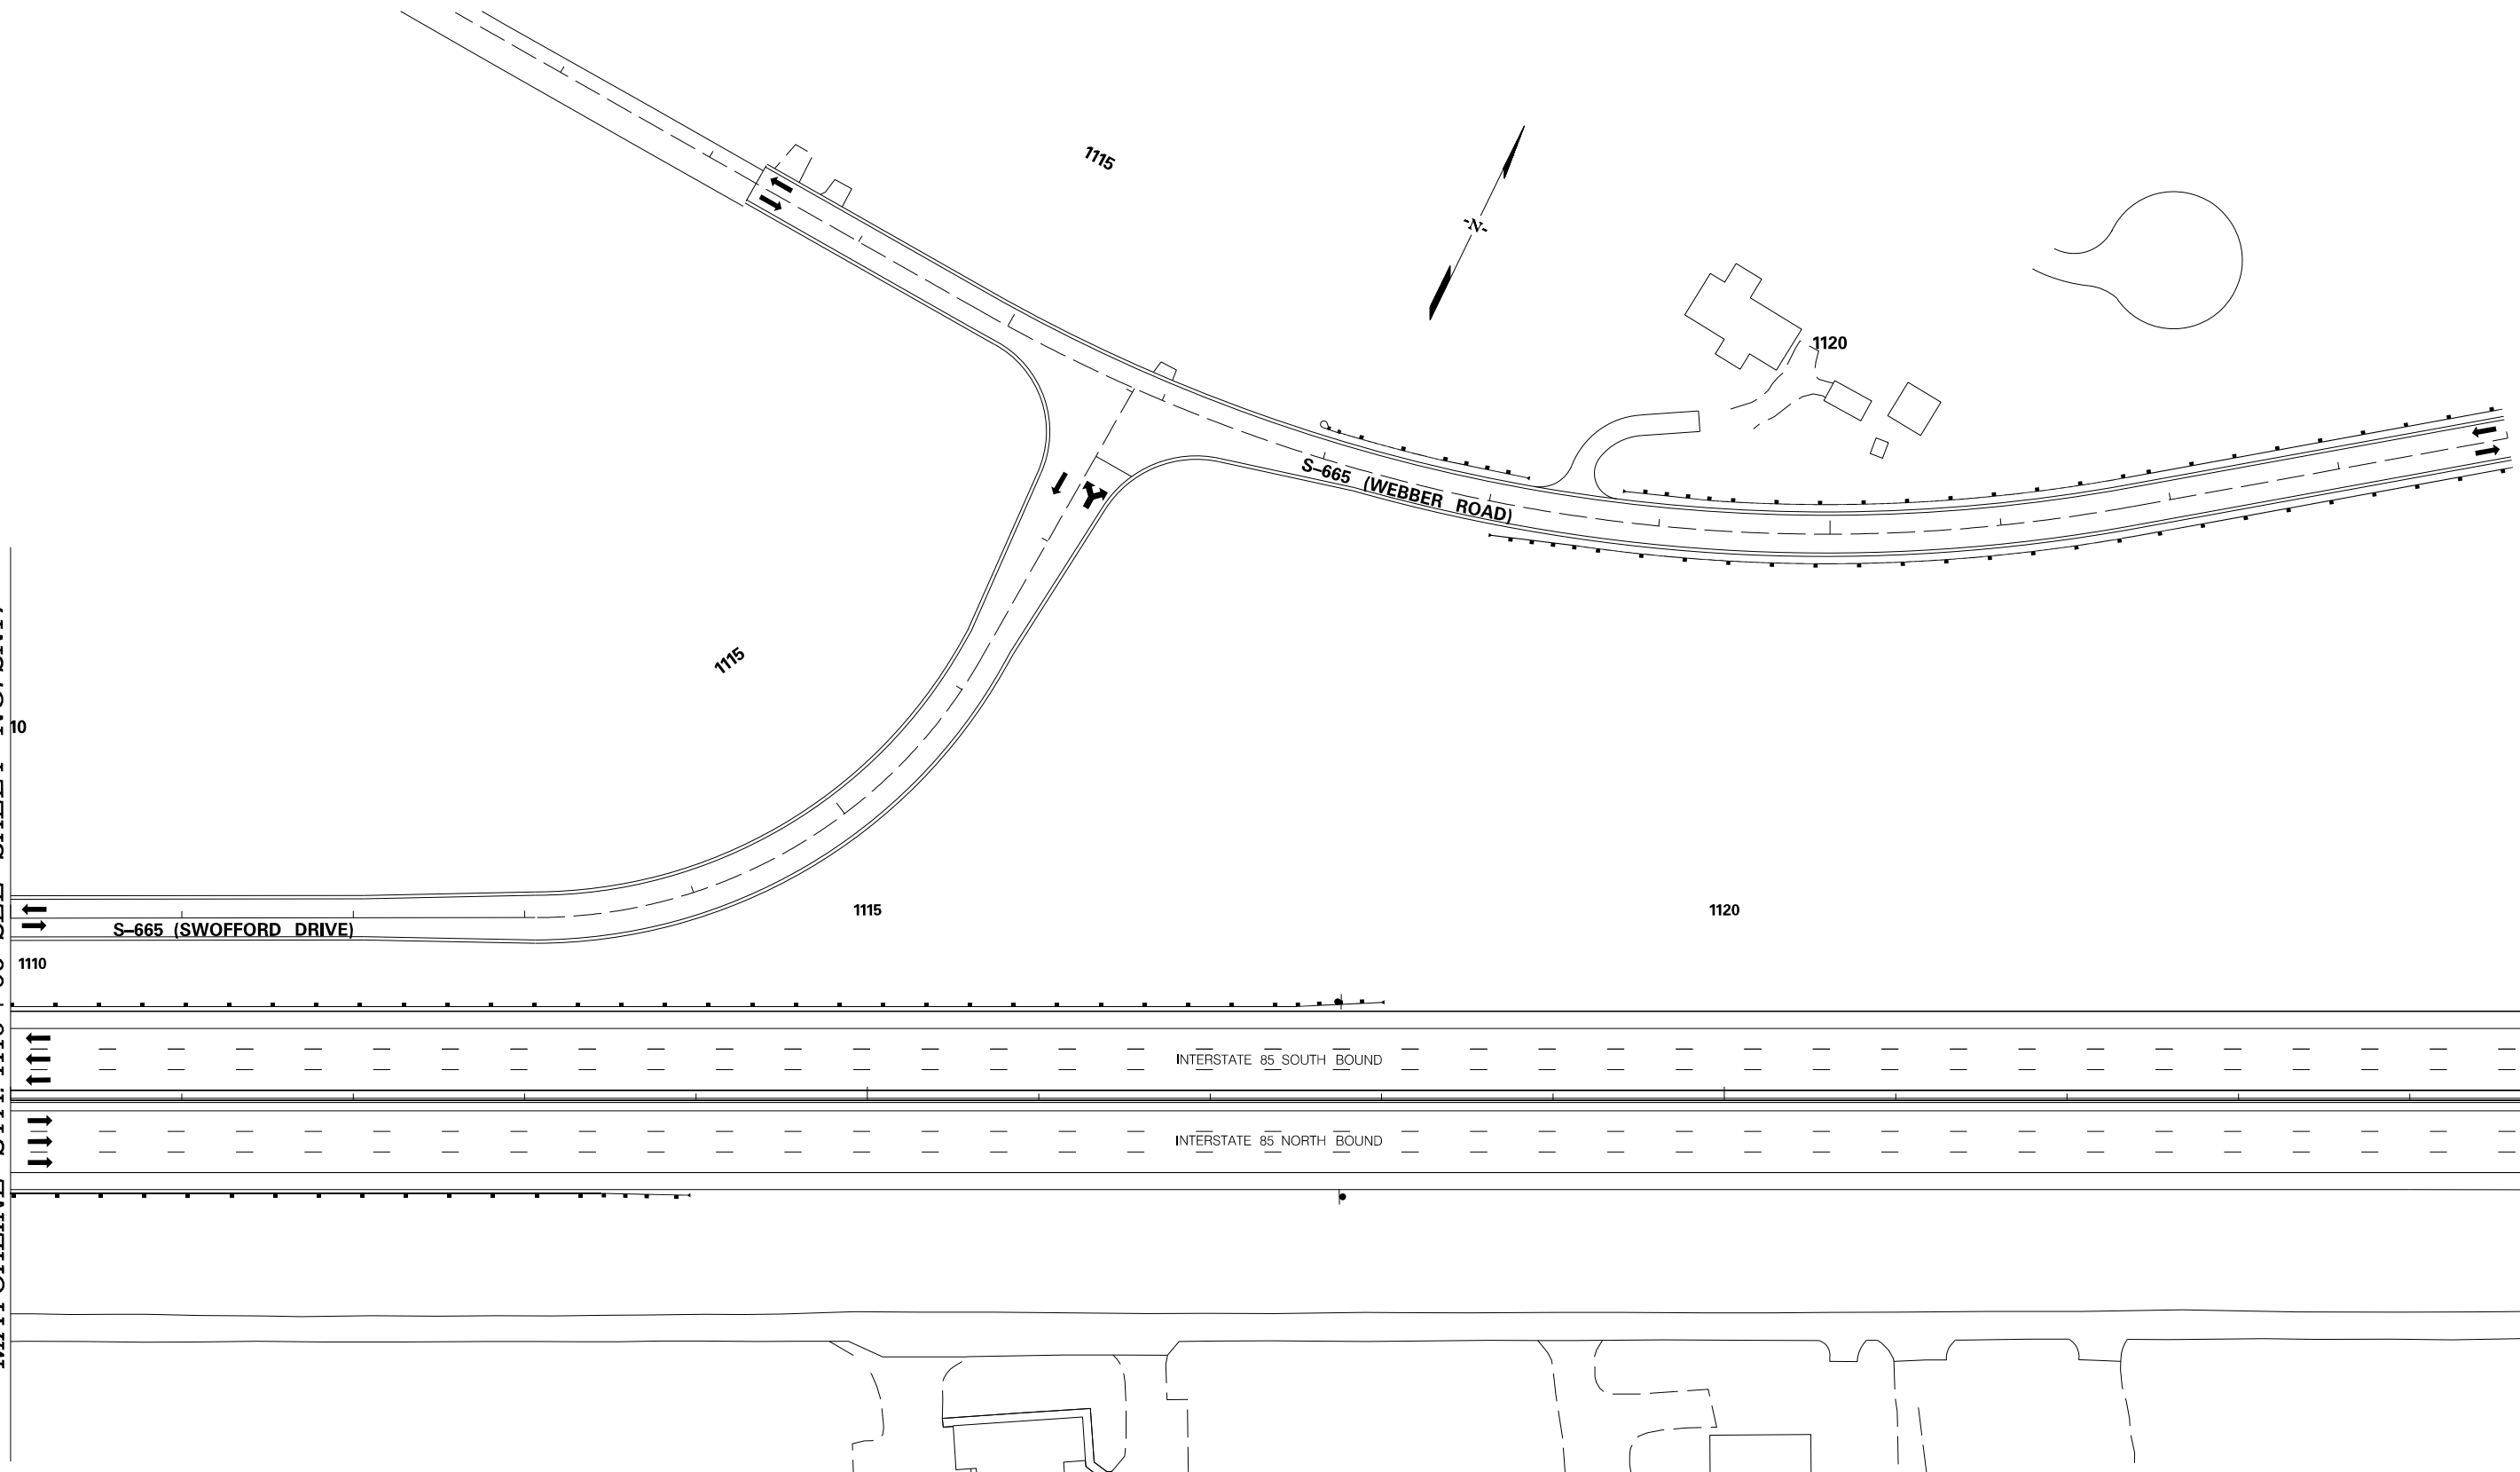 1115
-N-
1120
S-665 (WEBBER ROAD)
1115
10
1115
1120
S-665 (SWOFFORD DRIVE)
1110
INTERSTATE 85 SOUTH BOUND
INTERSTATE 85 NORTH BOUND